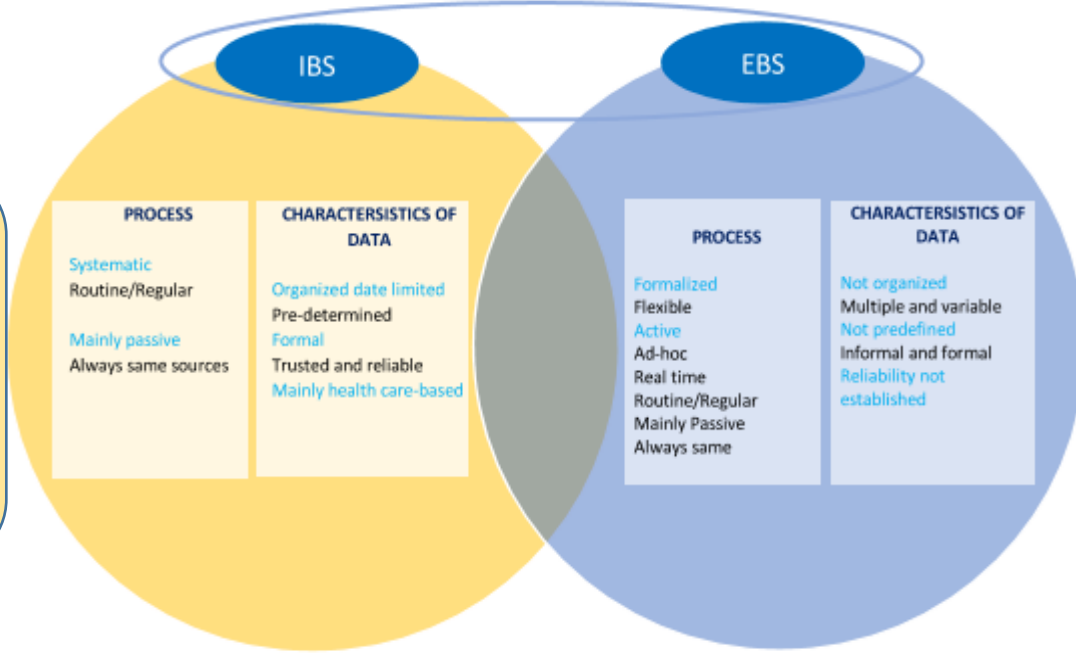 IBS
EBS
PROCESS
Systematic
Routine/Regular
Mainly passive
Always same sources
CHARACTERSISTICS OF
DATA
Organized date limited
Pre-determined
Formal
Trusted and reliable
Mainly health care-based
PROCESS
Formalized
Flexible
Active
Ad-hoc
Real time
Routine/Regular
Mainly Passive
Always same
CHARACTERSISTICS OF
DATA
Not organized
Multiple and variable
Not predefined
Informal and formal
Reliability not
established